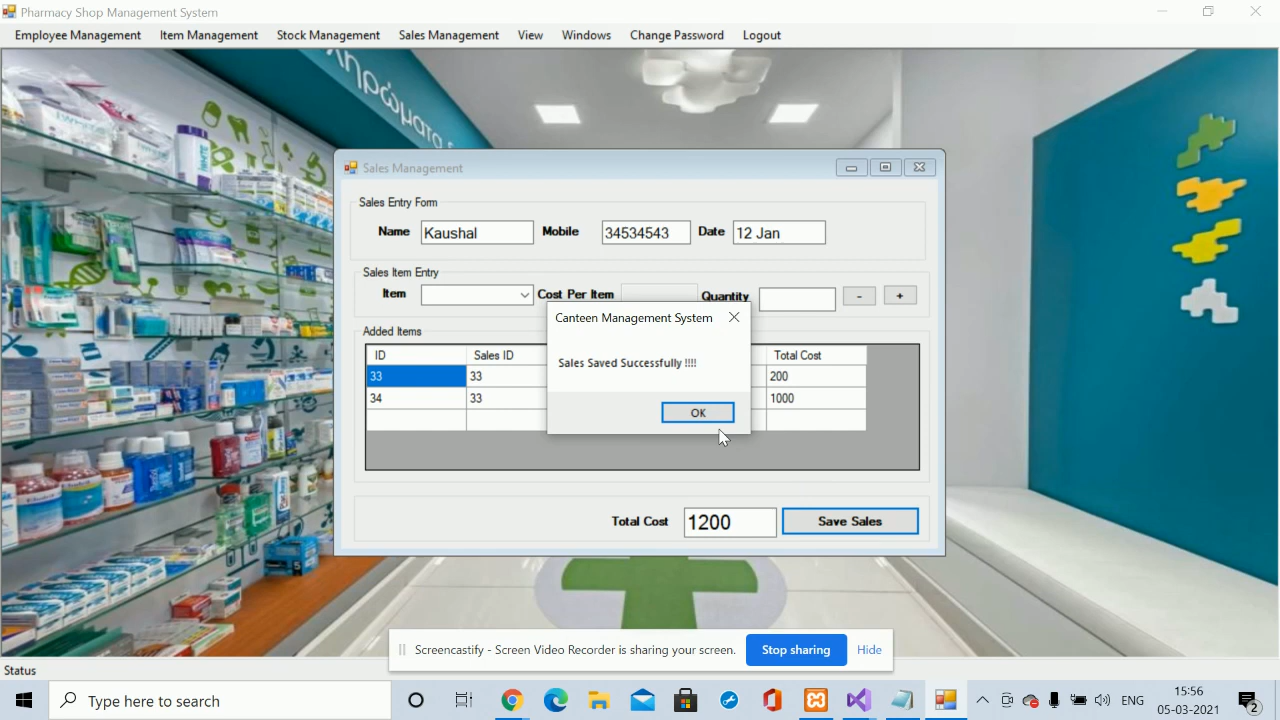 Pharmacy Shop Management System
Employee Management Item Management Stock Management Sales Management View Windows Change Password Logout
ληρώματα
Sales Management
Sales Entry Form
Name Kaushal Mobile 34534543 Date 12 Jan
Sales Item Entry
Item Cost Per Item Quantity - +
Canteen Management System
Sales Saved Successfully !!!!
OK
Added Items
ID Sales ID Total Cost
33 33 200
34 33 1000
Total Cost 1200 Save Sales
Screencastify - Screen Video Recorder is sharing your screen. Stop sharing Hide
Status
Type here to search
ENG
15:56
05-03-2021
2